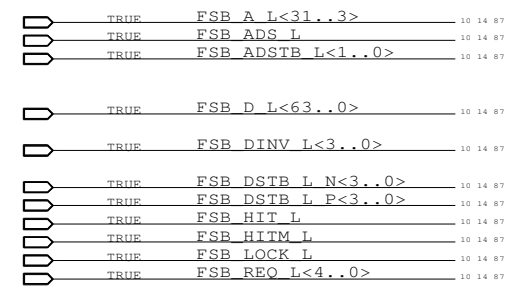 TRUE FSB_A_L<31..3> 10 14 87
TRUE FSB_ADS_L 10 14 87
TRUE FSB_ADSTB_L<1..0> 10 14 87
TRUE FSB_D_L<63..0> 10 14 87
TRUE FSB_DINV_L<3..0> 10 14 87
TRUE FSB_DSTB_L_N<3..0> 10 14 87
TRUE FSB_DSTB_L_P<3..0> 10 14 87
TRUE FSB_HIT_L 10 14 87
TRUE FSB_HITM_L 10 14 87
TRUE FSB_LOCK_L 10 14 87
TRUE FSB_REQ_L<4..0> 10 14 87